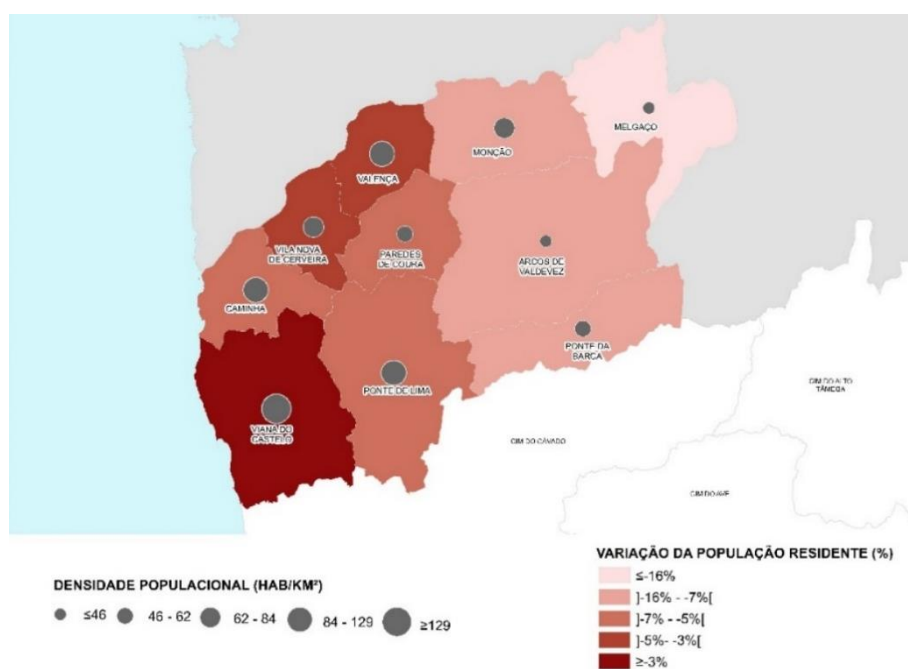 MELGAÇO
MONÇÃO
VALENÇA
VILA NOVA
DE CERVEIRA
PAREDES
DE COURA
ARCOS DE
VALDEVEZ
CAMINHA
PONTE DA
BARCA
PONTE DE LIMA
VIANA DO
CASTELO
CIM DO ALTO
TÂMEGA
CIM DO CÁVADO
CIM DO AVE
VARIAÇÃO DA POPULAÇÃO RESIDENTE (%)
≤-16%
]-16% - -7%[
]-7% - -5%[
]-5%- -3%[
≥-3%
DENSIDADE POPULACIONAL (HAB/KM²)
≤46 46 - 62 62 - 84 84 - 129 ≥129